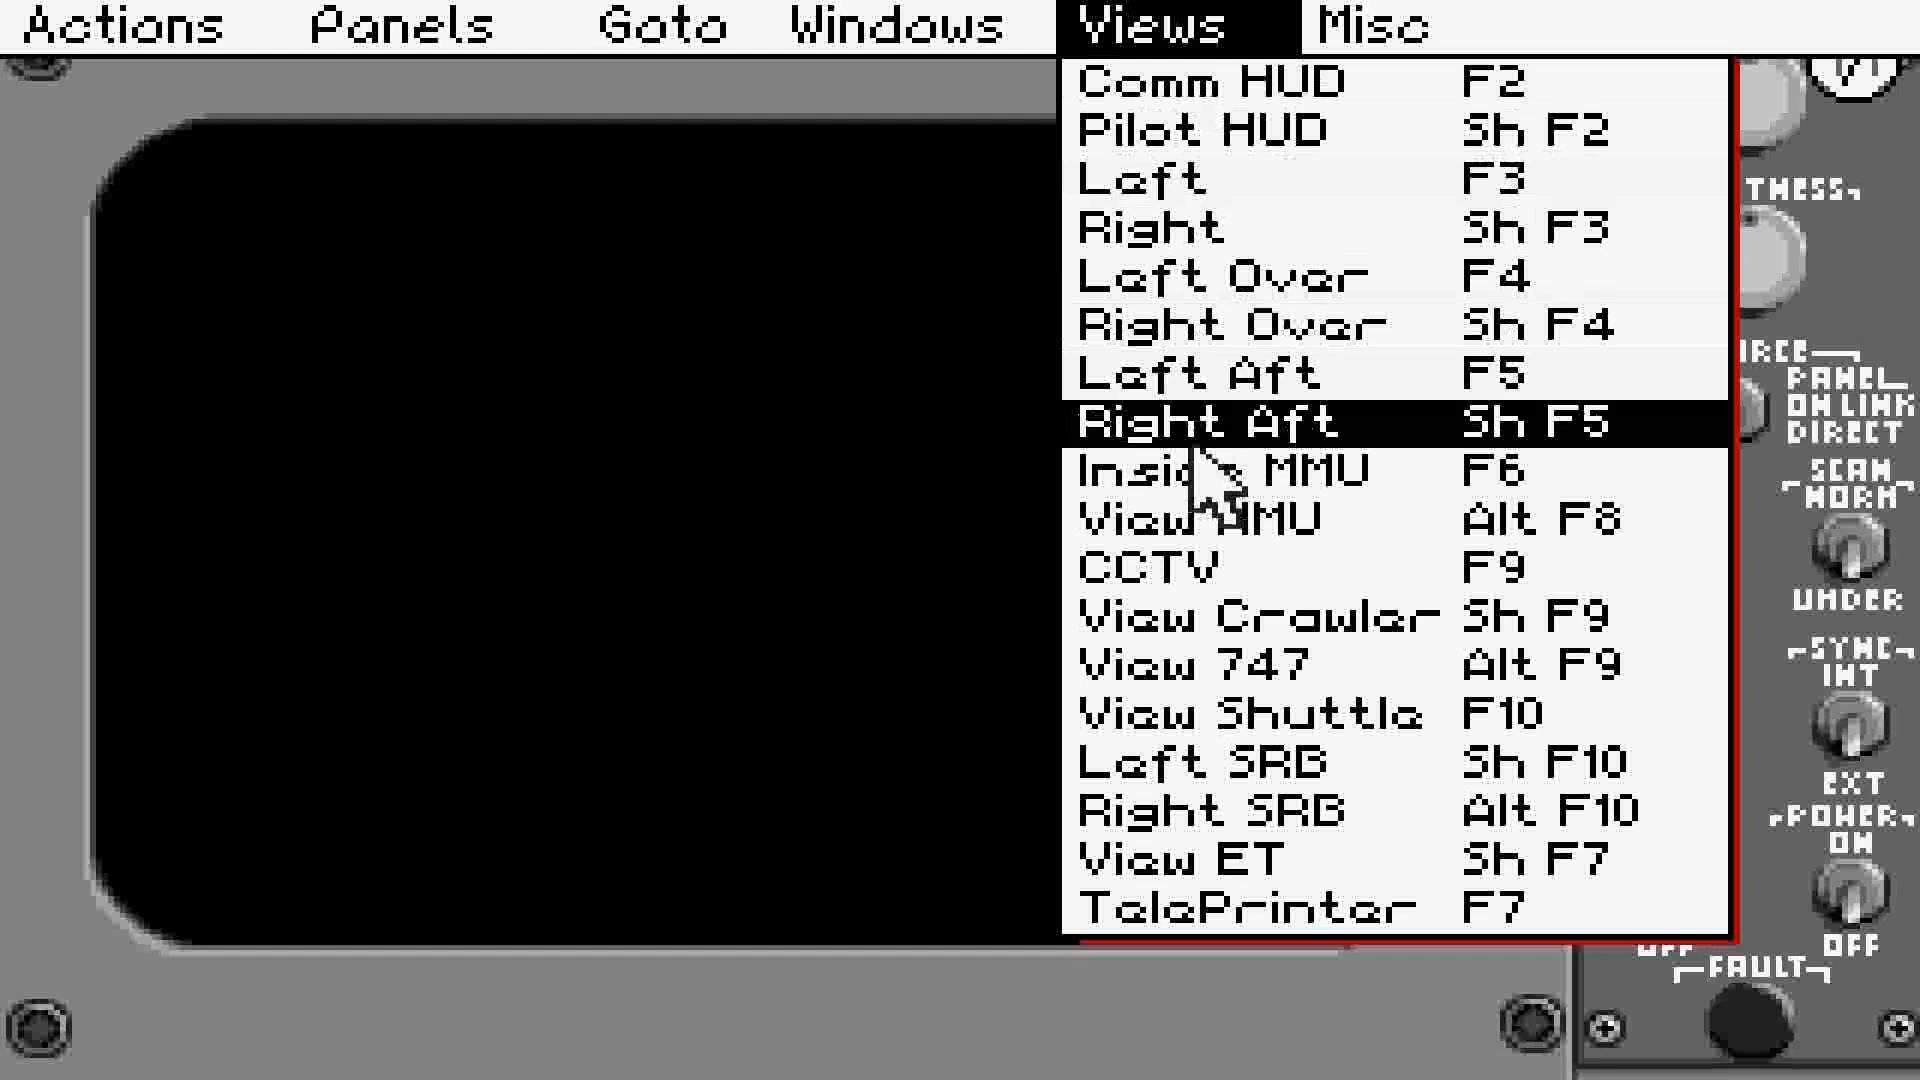 Actions Panels Goto Windows Views Misc
Comm HUD F2
Pilot HUD Sh F2
Left F3
Right Sh F3
Left Over F4
Right Over Sh F4
Left Aft F5
Right Aft Sh F5
Inside MMU F6
View MMU Alt F8
CCTV F9
View Crawler Sh F9
View 747 Alt F9
View Shuttle F10
Left SRB Sh F10
Right SRB Alt F10
View ET Sh F7
TelePrinter F7
PANEL
ON LINK
DIRECT
SCAN
NORM
UNDER
SYNC
INT
EXT
POWER
ON
OFF
OFF
FAULT